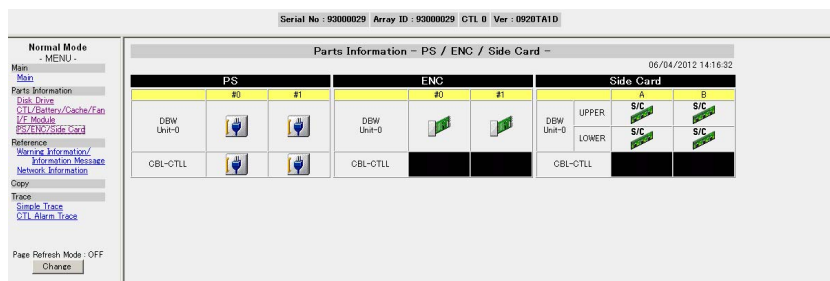 Serial No : 93000029 Array ID : 93000029 CTL 0 Ver : 0920TA1D
Normal Mode
- MENU -
Main
Main
Parts Information
Disk Drive
CTL/Battery/Cache/Fan
I/F Module
PS/ENC/Side Card
Reference
Warning Information/
Information Message
Network Information
Copy
Trace
Simple Trace
CTL Alarm Trace
Page Refresh Mode : OFF
Change
Parts Information - PS / ENC / Side Card -
06/04/2012 14:16:32
PS ENC Side Card
#0 #1 #0 #1 A B
DBW
Unit-0
DBW
Unit-0
DBW
Unit-0
UPPER S/C S/C
LOWER S/C S/C
CBL-CTLL CBL-CTLL CBL-CTLL